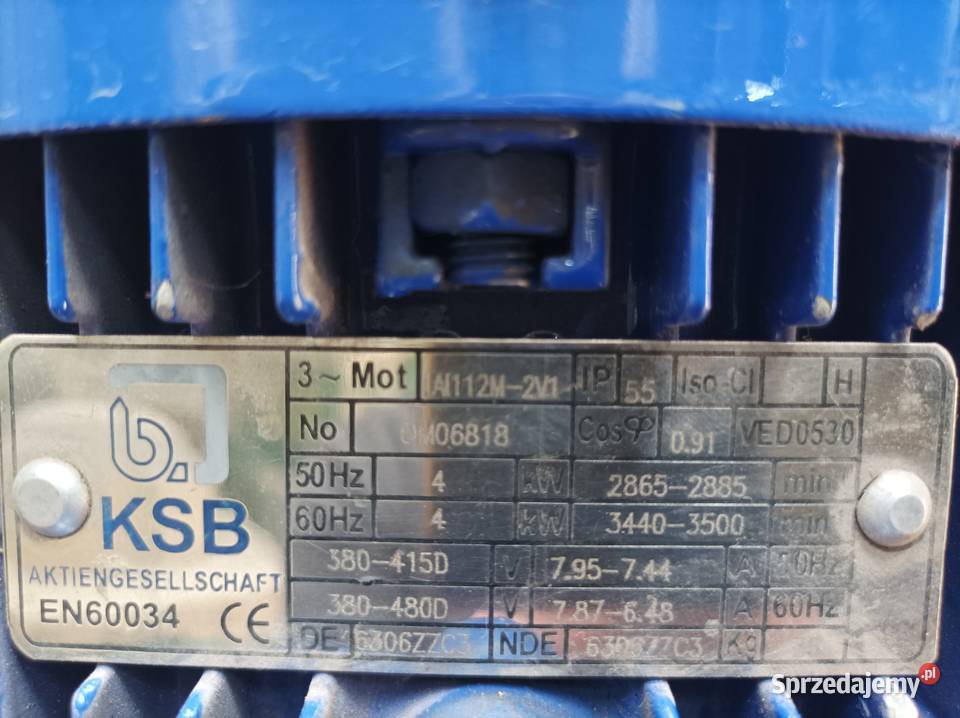 3~ Mot AI112M-2V1 IP 55 Iso-Cl H
No OM06818 Cosφ 0.91 VED0530
50Hz 4 kW 2865-2885 min
60Hz 4 kW 3440-3500 min
380-415D V 7.95-7.44 A 50Hz
380-480D V 7.87-6.48 A 60Hz
DE 6306ZZC3 NDE 6306ZZC3 Kg
b.
KSB
AKTIENGESELLSCHAFT
EN60034 CE
Sprzedajemy.pl